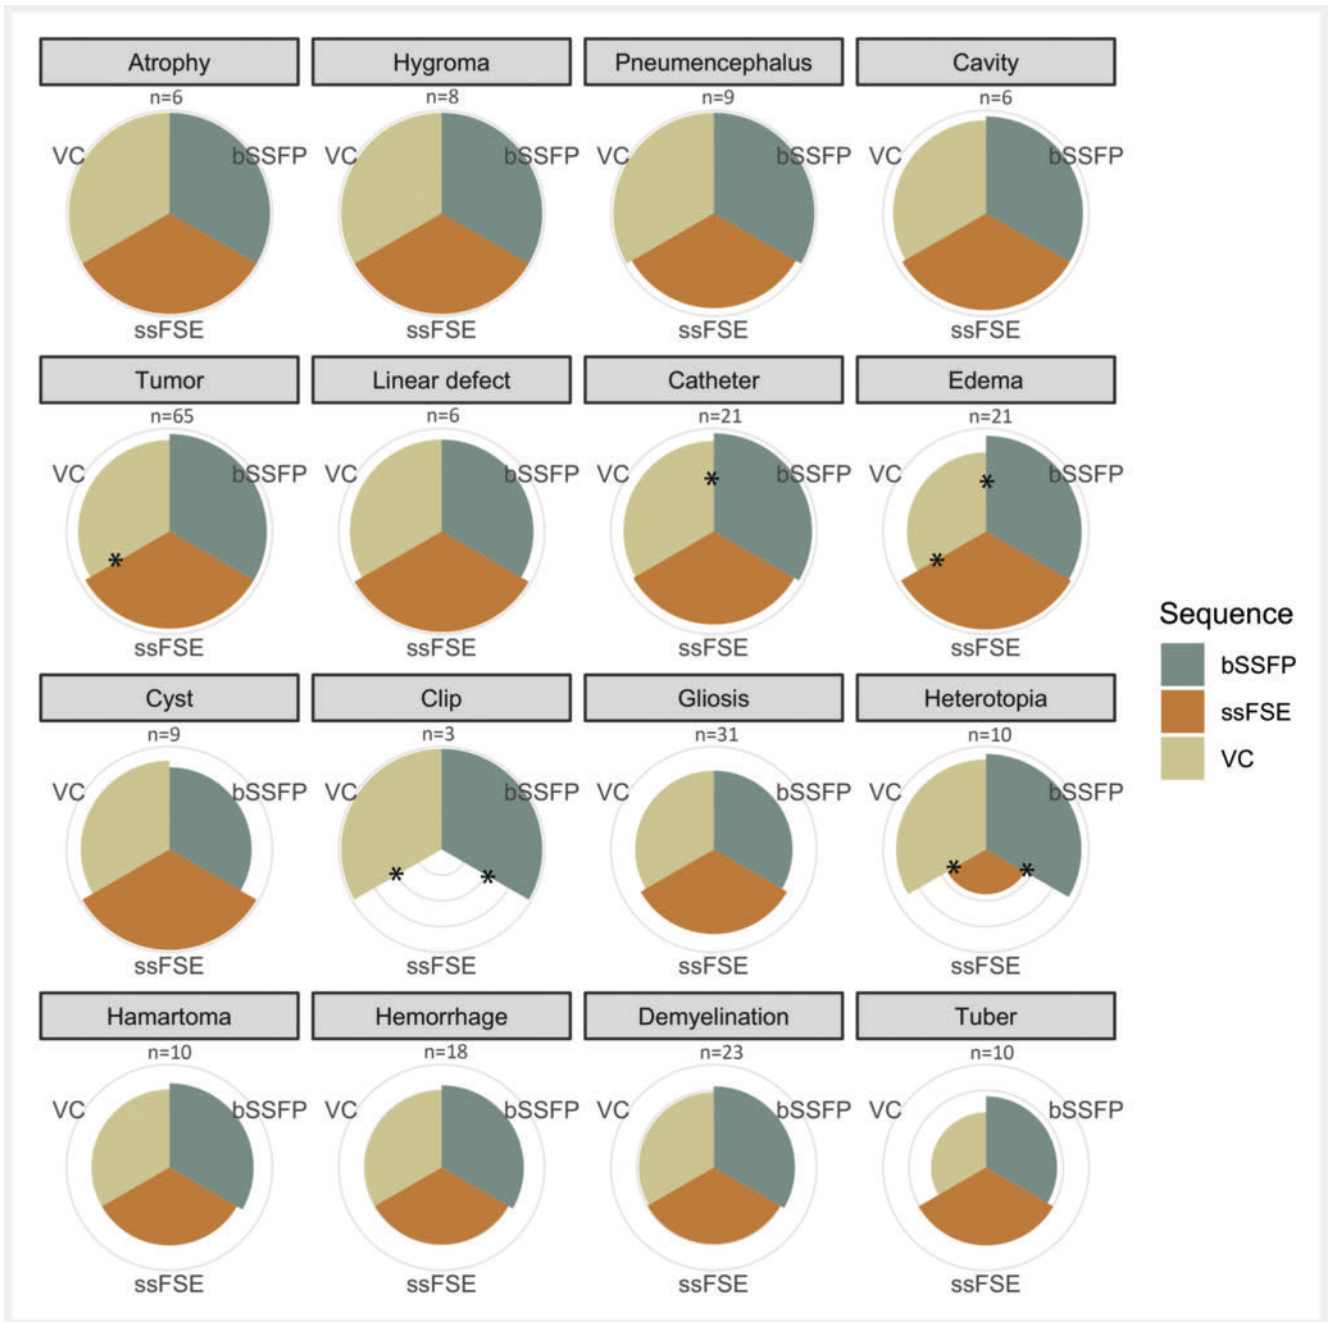 Atrophy Hygroma Pneumencephalus Cavity
n=6 n=8 n=9 n=6
VC bSSFP VC bSSFP VC bSSFP VC bSSFP
ssFSE ssFSE ssFSE ssFSE
Tumor Linear defect Catheter Edema
n=65 n=6 n=21 n=21
VC bSSFP VC bSSFP VC * bSSFP VC * bSSFP
* *
ssFSE ssFSE ssFSE ssFSE
Sequence
bSSFP
ssFSE
VC
Cyst Clip Gliosis Heterotopia
n=9 n=3 n=31 n=10
VC bSSFP VC bSSFP VC bSSFP VC bSSFP
* * * *
ssFSE ssFSE ssFSE ssFSE
Hamartoma Hemorrhage Demyelination Tuber
n=10 n=18 n=23 n=10
VC bSSFP VC bSSFP VC bSSFP VC bSSFP
ssFSE ssFSE ssFSE ssFSE